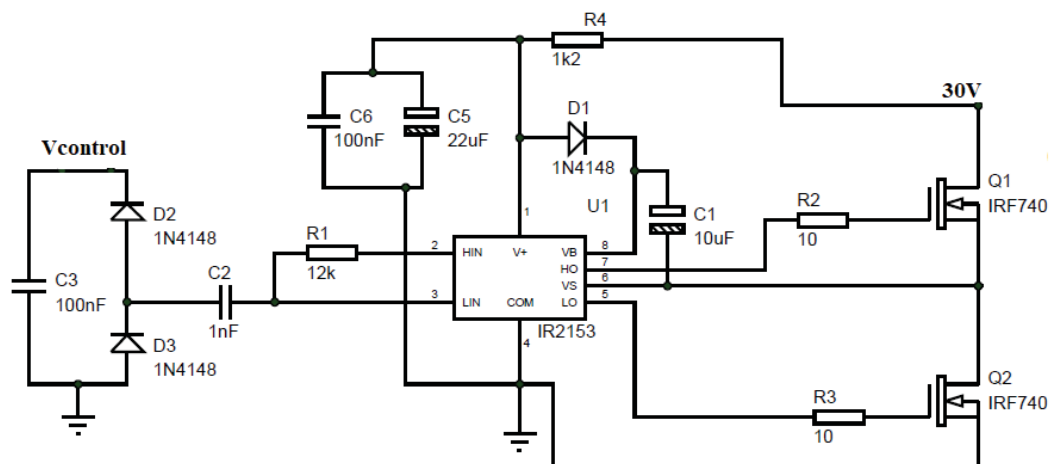 R4
1k2
30V
C6
100nF
C5
22uF
D1
1N4148
Vcontrol
U1
Q1
IRF740
D2
1N4148
R1
12k
1
C1
10uF
R2
10
2
HIN
V+
VB
8
HO
7
VS
6
LO
5
3
LIN
COM
4
IR2153
C3
100nF
C2
1nF
D3
1N4148
Q2
IRF740
R3
10